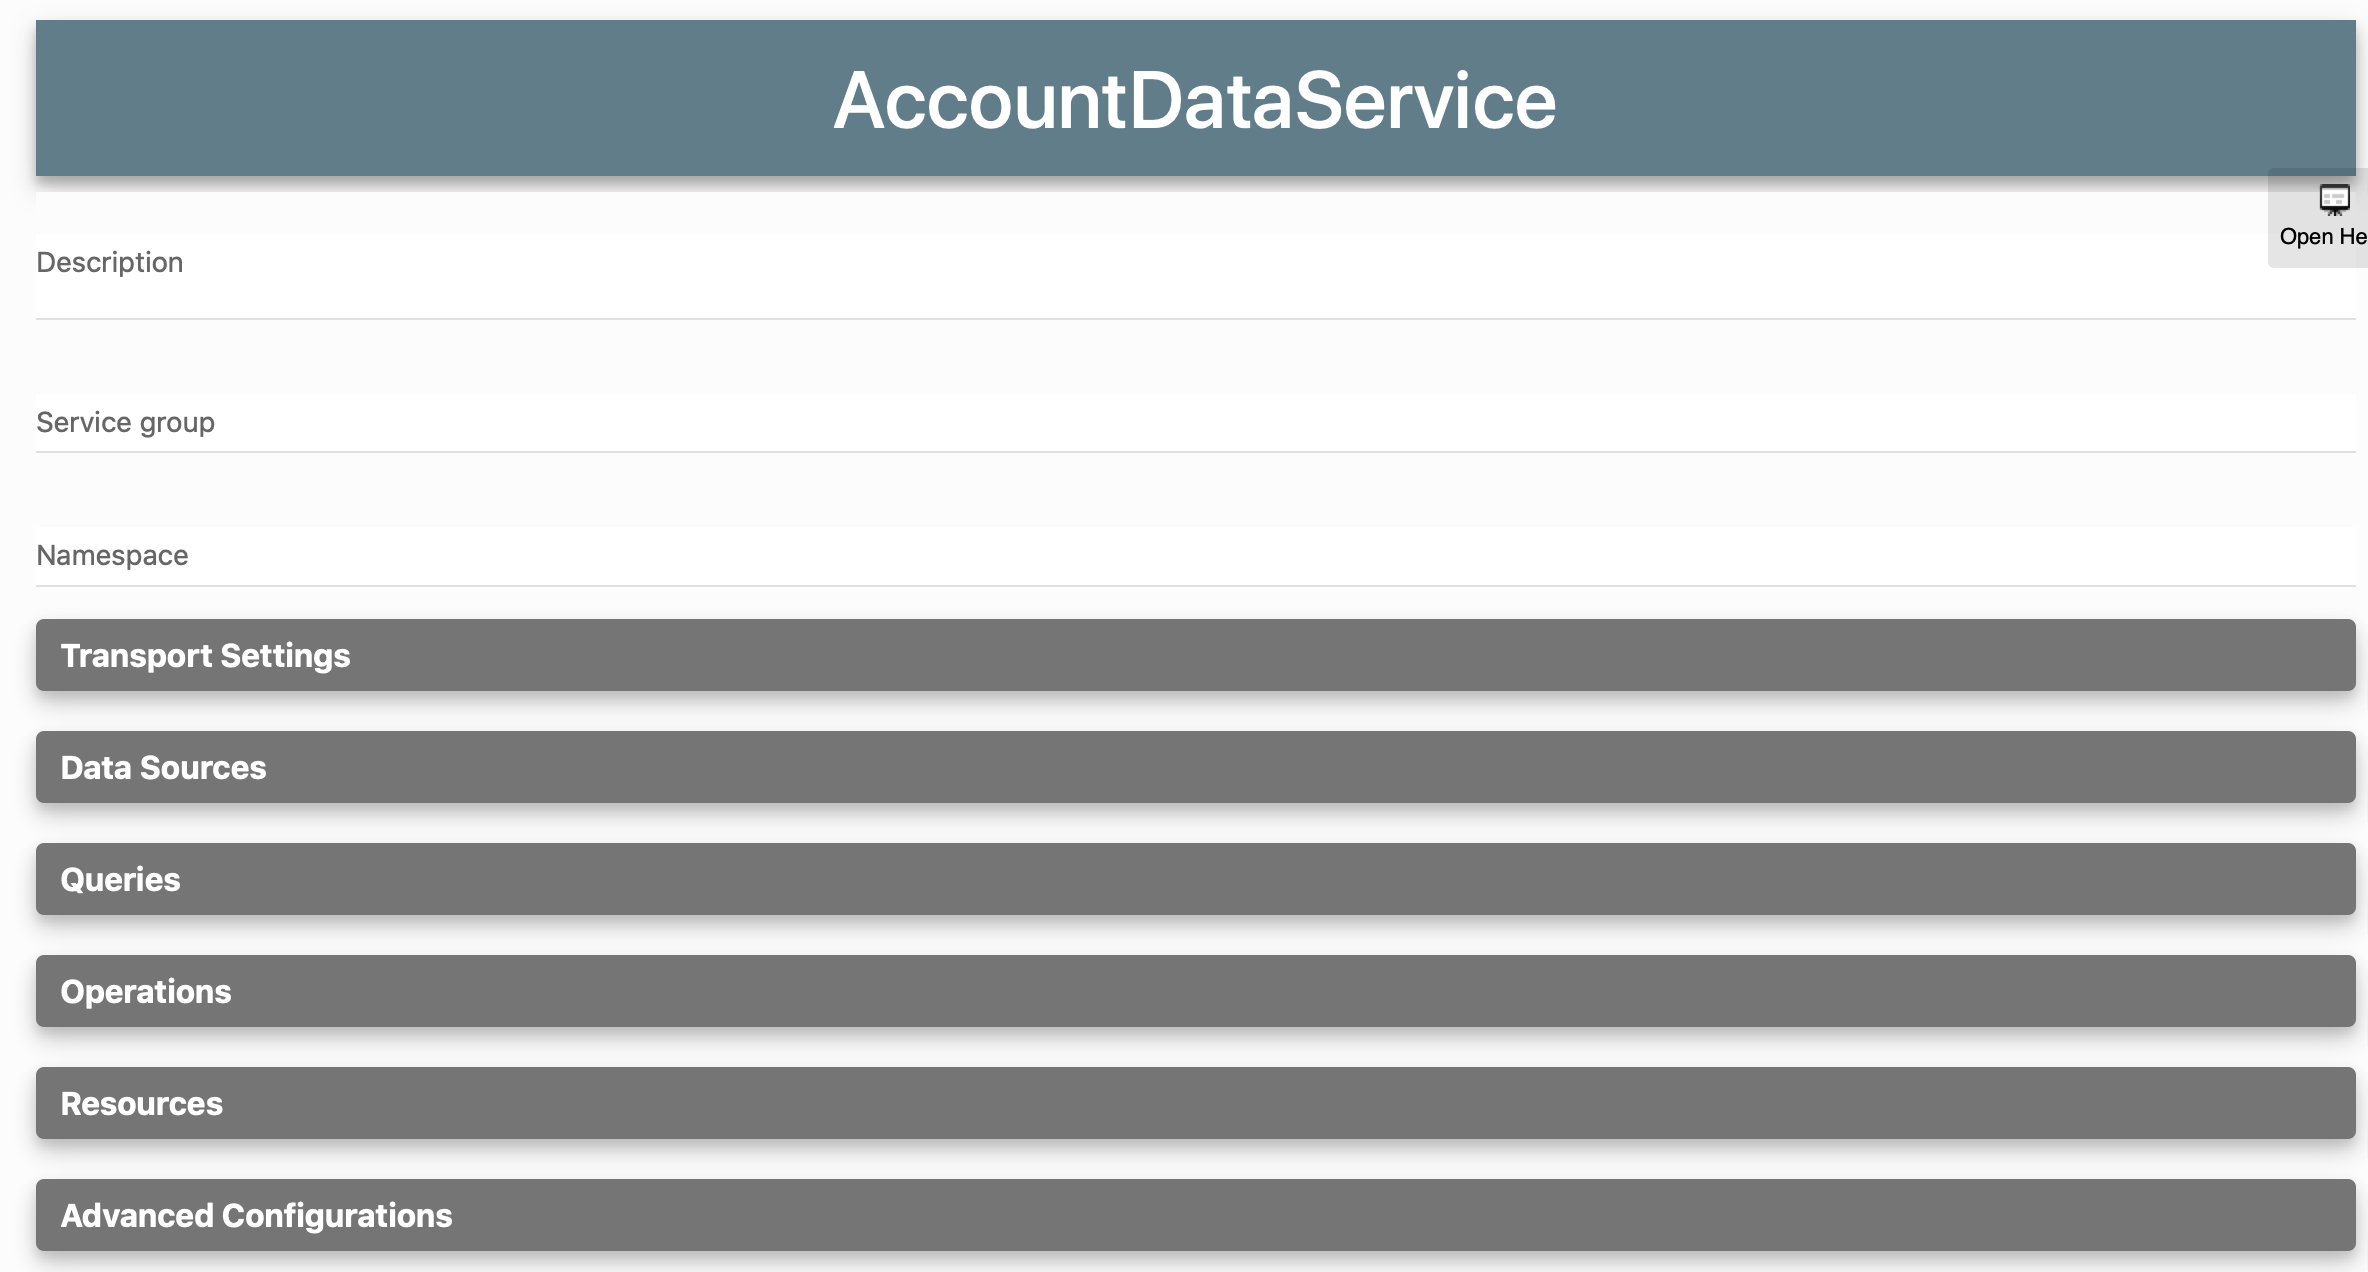 AccountDataService
Open He
Description
Service group
Namespace
Transport Settings
Data Sources
Queries
Operations
Resources
Advanced Configurations